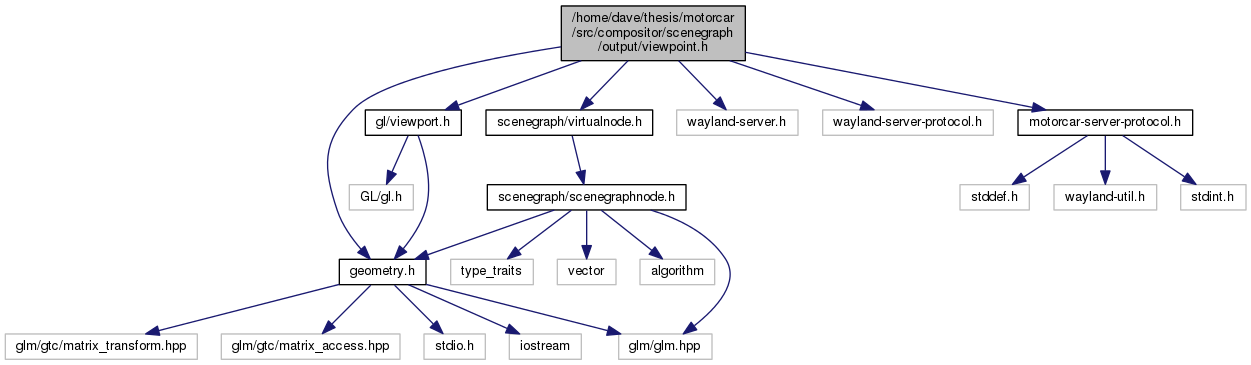 /home/dave/thesis/motorcar
/src/compositor/scenegraph
/output/viewpoint.h
gl/viewport.h
scenegraph/virtualnode.h
wayland-server.h
wayland-server-protocol.h
motorcar-server-protocol.h
GL/gl.h
scenegraph/scenegraphnode.h
stddef.h
wayland-util.h
stdint.h
geometry.h
type_traits
vector
algorithm
glm/gtc/matrix_transform.hpp
glm/gtc/matrix_access.hpp
stdio.h
iostream
glm/glm.hpp